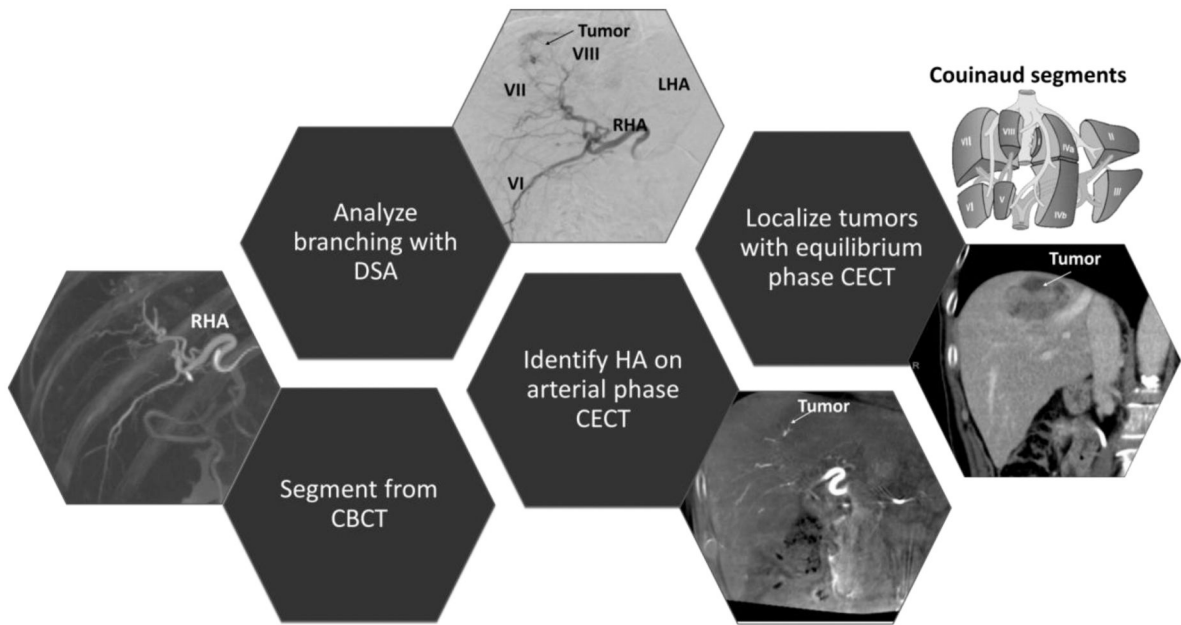 Tumor
VIII
VII
LHA
RHA
VI
Couinaud segments
VII
VIII
IVa
II
VI
V
IVb
III
Analyze
branching with
DSA
Localize tumors
with equilibrium
phase CECT
Tumor
R
RHA
Identify HA on
arterial phase
CECT
Tumor
Segment from
CBCT